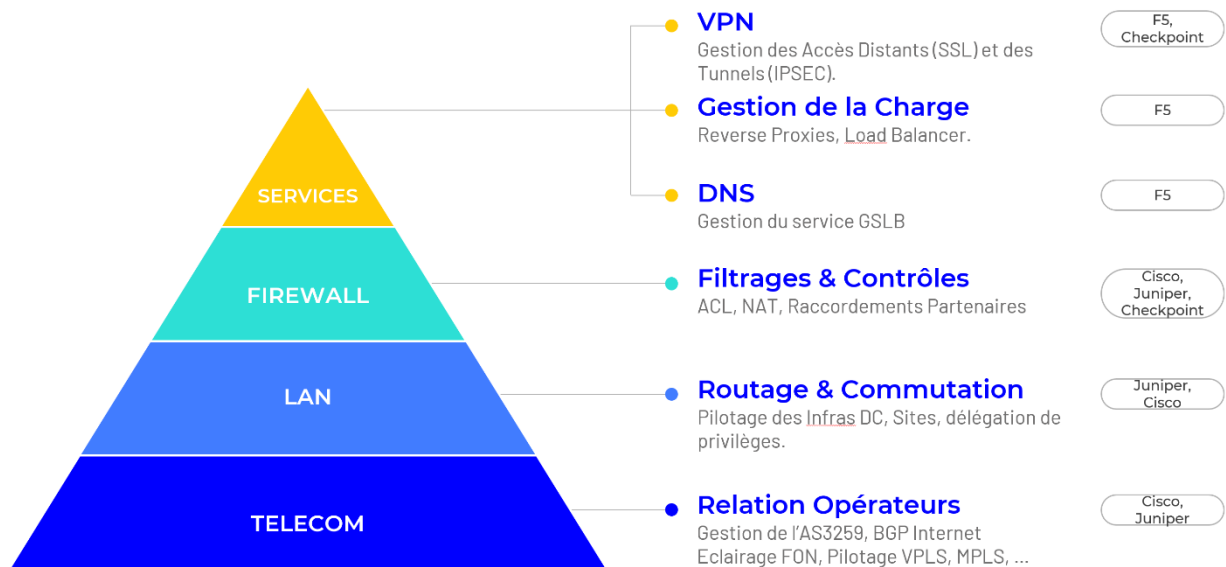 VPN
Gestion des Accès Distants (SSL) et des
Tunnels (IPSEC).
F5,
Checkpoint
Gestion de la Charge
Reverse Proxies, Load Balancer.
F5
SERVICES
DNS
Gestion du service GSLB
F5
FIREWALL
Filtrages & Contrôles
ACL, NAT, Raccordements Partenaires
Cisco,
Juniper,
Checkpoint
LAN
Routage & Commutation
Pilotage des Infras DC, Sites, délégation de
privilèges.
Juniper,
Cisco
TELECOM
Relation Opérateurs
Gestion de l'AS3259, BGP Internet
Eclairage FON, Pilotage VPLS, MPLS, ...
Cisco,
Juniper